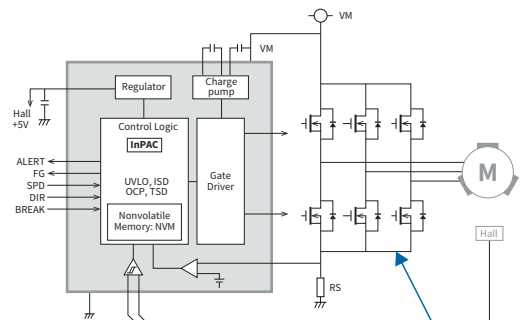 VM
VM
Regulator
Charge
pump
Hall
+5V
Control Logic
InPAC
ALERT
FG
SPD
DIR
BREAK
UVLO, ISD
OCP, TSD
Gate
Driver
Nonvolatile
Memory: NVM
M
Hall
RS